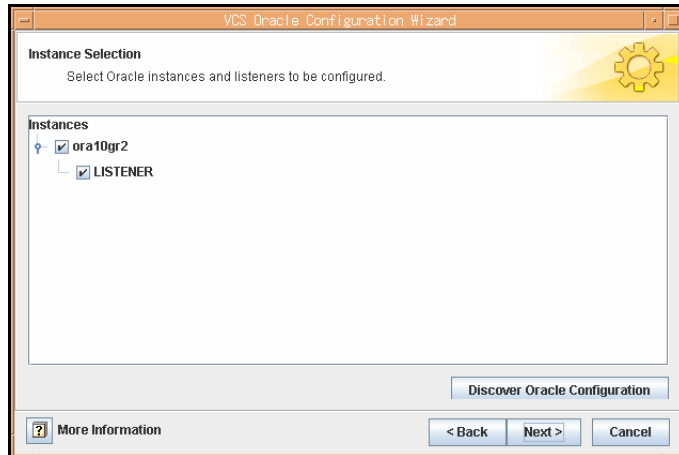 VCS Oracle Configuration Wizard
Instance Selection
Select Oracle instances and listeners to be configured.
Instances
ora10gr2
LISTENER
Discover Oracle Configuration
? More Information
< Back Next > Cancel